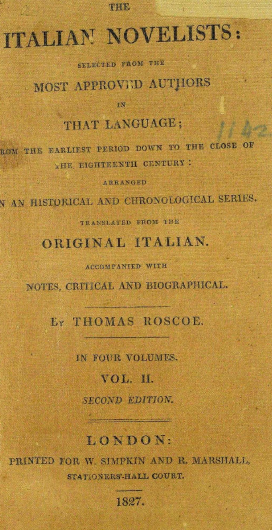 THE
ITALIAN NOVELISTS:
SELECTED FROM THE
MOST APPROVED AUTHORS
IN
THAT LANGUAGE;
1142
ROM THE EARLIEST PERIOD DOWN TO THE CLOSE OF
THE EIGHTEENTH CENTURY:
ARRANGED
N AN HISTORICAL AND CHRONOLOGICAL SERIES.
TRANSLATED FROM THE
ORIGINAL ITALIAN.
ACCOMPANIED WITH
NOTES, CRITICAL AND BIOGRAPHICAL.
BY THOMAS ROSCOE.
IN FOUR VOLUMES.
VOL. II.
SECOND EDITION.
LONDON:
PRINTED FOR W. SIMPKIN AND R. MARSHALL,
STATIONERS'-HALL COURT.
1827.